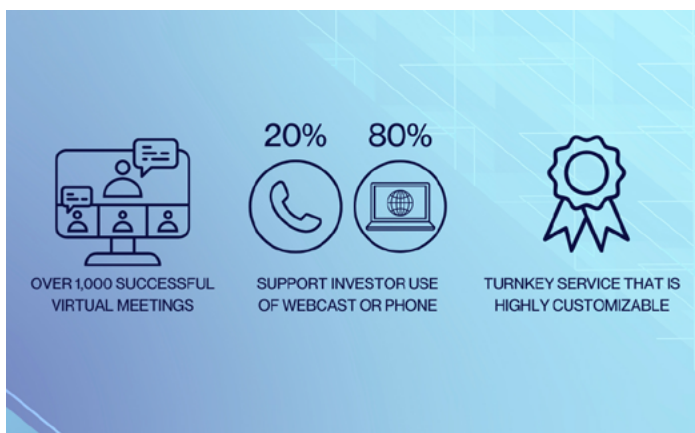 20% 80%
OVER 1,000 SUCCESSFUL
VIRTUAL MEETINGS
SUPPORT INVESTOR USE
OF WEBCAST OR PHONE
TURNKEY SERVICE THAT IS
HIGHLY CUSTOMIZABLE